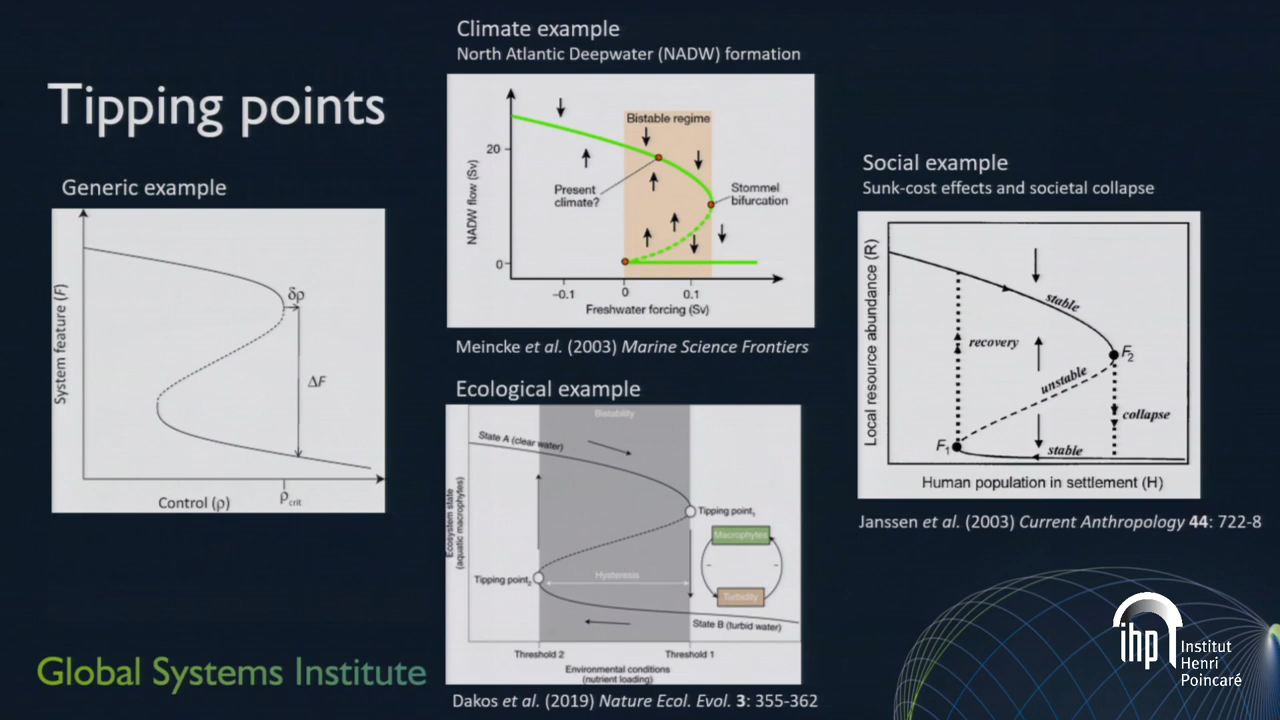 Tipping points
Generic example
System feature (F)
δρ
ΔF
Control (ρ)
ρcrit
Climate example
North Atlantic Deepwater (NADW) formation
NADW flow (Sv)
20
0
Bistable regime
Present
climate?
Stommel
bifurcation
−0.1
0
0.1
Freshwater forcing (Sv)
Meincke et al. (2003) Marine Science Frontiers
Ecological example
Ecosystem state
(aquatic macrophytes)
Bistability
State A (clear water)
Tipping point₁
Macrophytes
−
−
Turbidity
Tipping point₂
Hysteresis
State B (turbid water)
Threshold 2
Threshold 1
Environmental conditions
(nutrient loading)
Dakos et al. (2019) Nature Ecol. Evol. 3: 355-362
Social example
Sunk-cost effects and societal collapse
Local resource abundance (R)
stable
recovery
F₂
unstable
collapse
F₁
stable
Human population in settlement (H)
Janssen et al. (2003) Current Anthropology 44: 722-8
Global Systems Institute
ihp
Institut
Henri
Poincaré